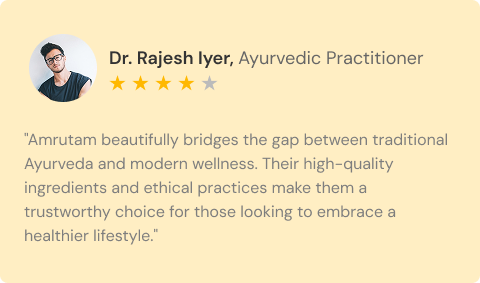 Dr. Rajesh Iyer, Ayurvedic Practitioner
"Amrutam beautifully bridges the gap between traditional
Ayurveda and modern wellness. Their high-quality
ingredients and ethical practices make them a
trustworthy choice for those looking to embrace a
healthier lifestyle."